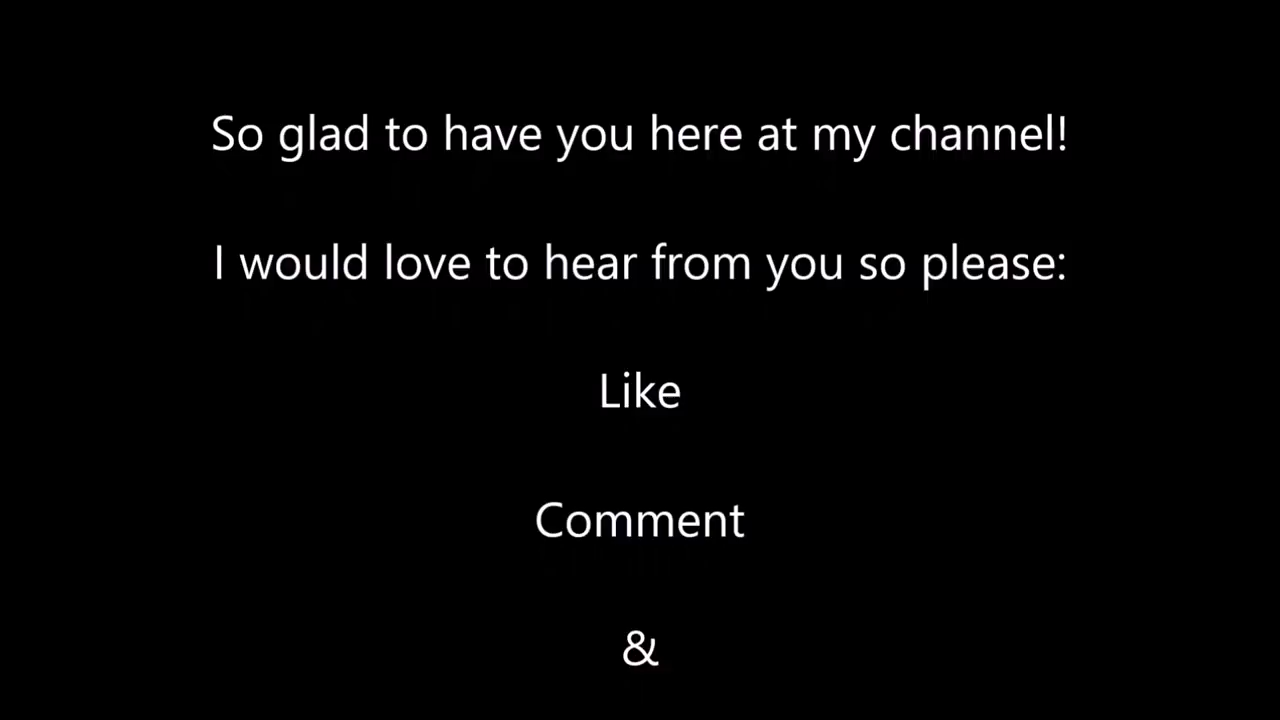 So glad to have you here at my channel!
I would love to hear from you so please:
Like
Comment
&